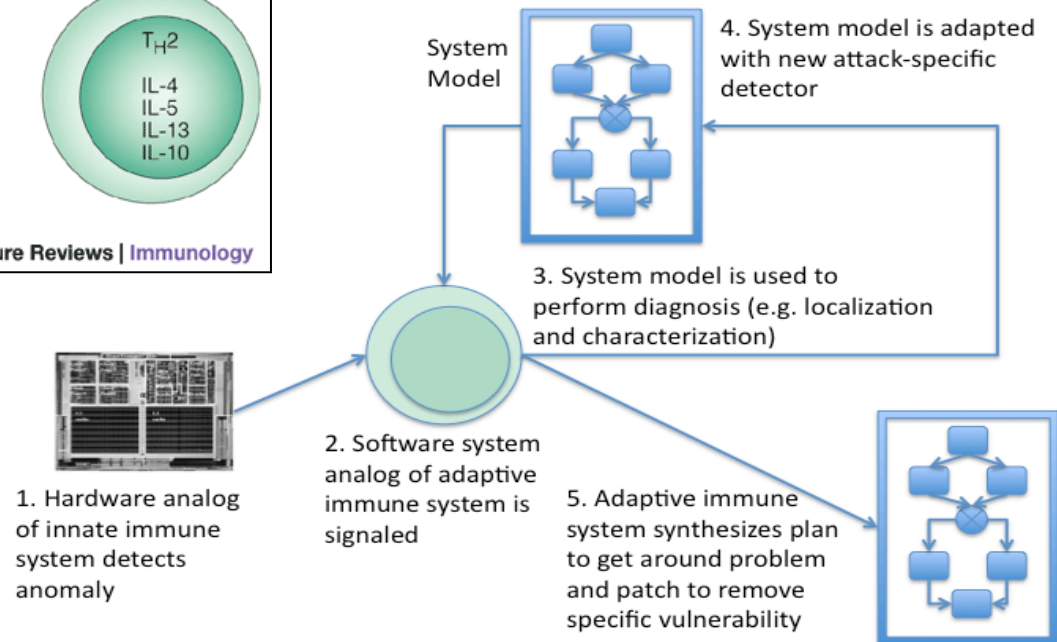 T_H2
IL-4
IL-5
IL-13
IL-10
ure Reviews | Immunology
System
Model
4. System model is adapted
with new attack-specific
detector
3. System model is used to
perform diagnosis (e.g. localization
and characterization)
2. Software system
analog of adaptive
immune system is
signaled
1. Hardware analog
of innate immune
system detects
anomaly
5. Adaptive immune
system synthesizes plan
to get around problem
and patch to remove
specific vulnerability